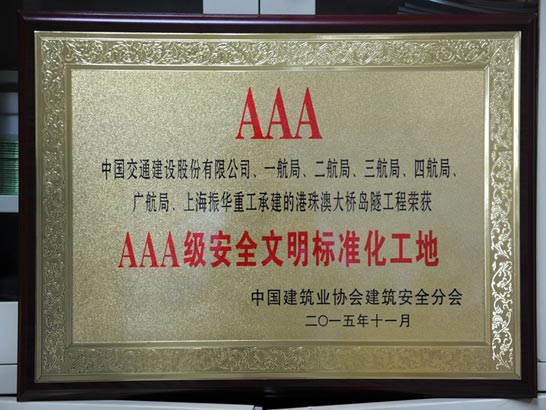 AAA
中国交通建设股份有限公司、一航局、二航局、三航局、四航局、
广航局、上海振华重工承建的港珠澳大桥岛隧工程荣获
AAA级安全文明标准化工地
中国建筑业协会建筑安全分会
二〇一五年十一月